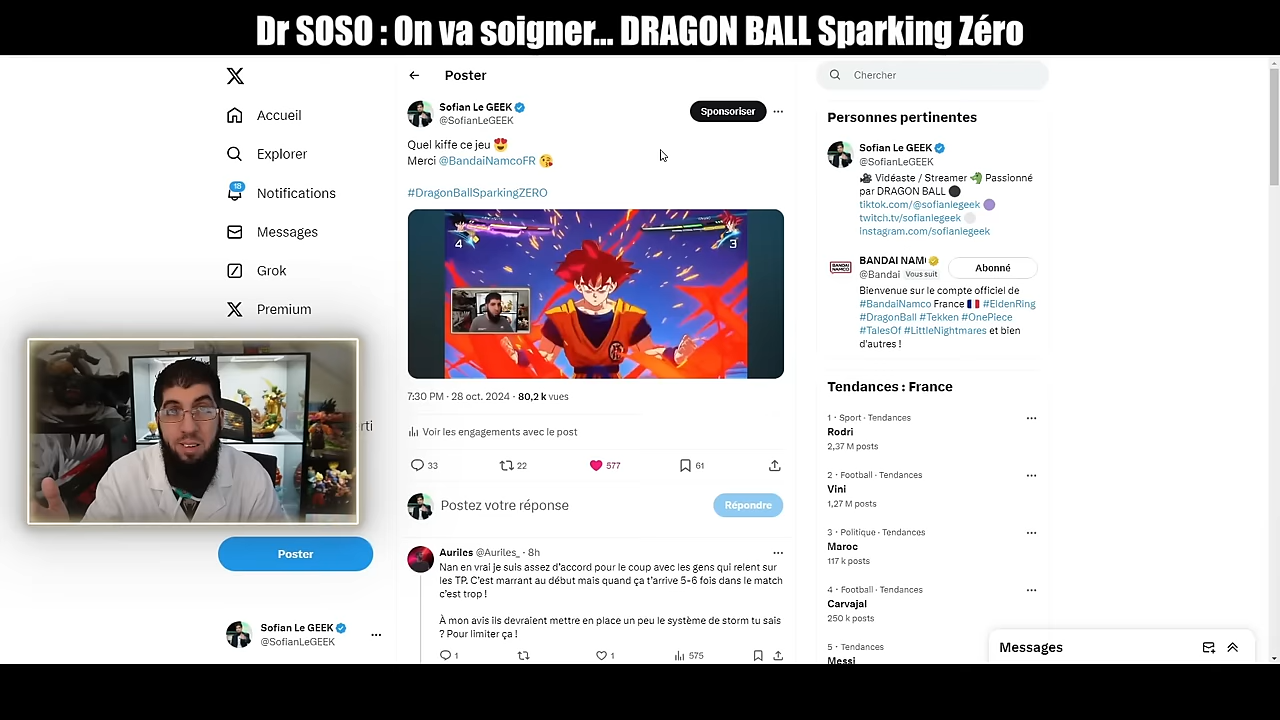 Dr SOSO : On va soigner... DRAGON BALL Sparking Zéro
Accueil
Explorer
18
Notifications
Messages
Grok
Premium
rti
Poster
Sofian Le GEEK
@SofianLeGEEK
Poster
Sofian Le GEEK
@SofianLeGEEK
Sponsoriser
Quel kiffe ce jeu 😍
Merci @BandaiNamcoFR 😘
#DragonBallSparkingZERO
4
3
7:30 PM · 28 oct. 2024 · 80,2 k vues
Voir les engagements avec le post
33
22
577
61
Postez votre réponse
Répondre
Auriles @Auriles_ · 8h
Nan en vrai je suis assez d'accord pour le coup avec les gens qui relent sur
les TP. C'est marrant au début mais quand ça t'arrive 5-6 fois dans le match
c'est trop !
À mon avis ils devraient mettre en place un peu le système de storm tu sais
? Pour limiter ça !
1
1
575
Chercher
Personnes pertinentes
Sofian Le GEEK
@SofianLeGEEK
🎥 Vidéaste / Streamer 🐉 Passionné
par DRAGON BALL ⚫
tiktok.com/@sofianlegeek 🟣
twitch.tv/sofianlegeek ⚪
instagram.com/sofianlegeek
BANDAI NAM
@Bandai Vous suit
Abonné
Bienvenue sur le compte officiel de
#BandaiNamco France 🇫🇷 #EldenRing
#DragonBall #Tekken #OnePiece
#TalesOf #LittleNightmares et bien
d'autres !
Tendances : France
1 · Sport · Tendances
Rodri
2,37 M posts
2 · Football · Tendances
Vini
1,27 M posts
3 · Politique · Tendances
Maroc
117 k posts
4 · Football · Tendances
Carvajal
250 k posts
5 · Tendances
Messi
Messages